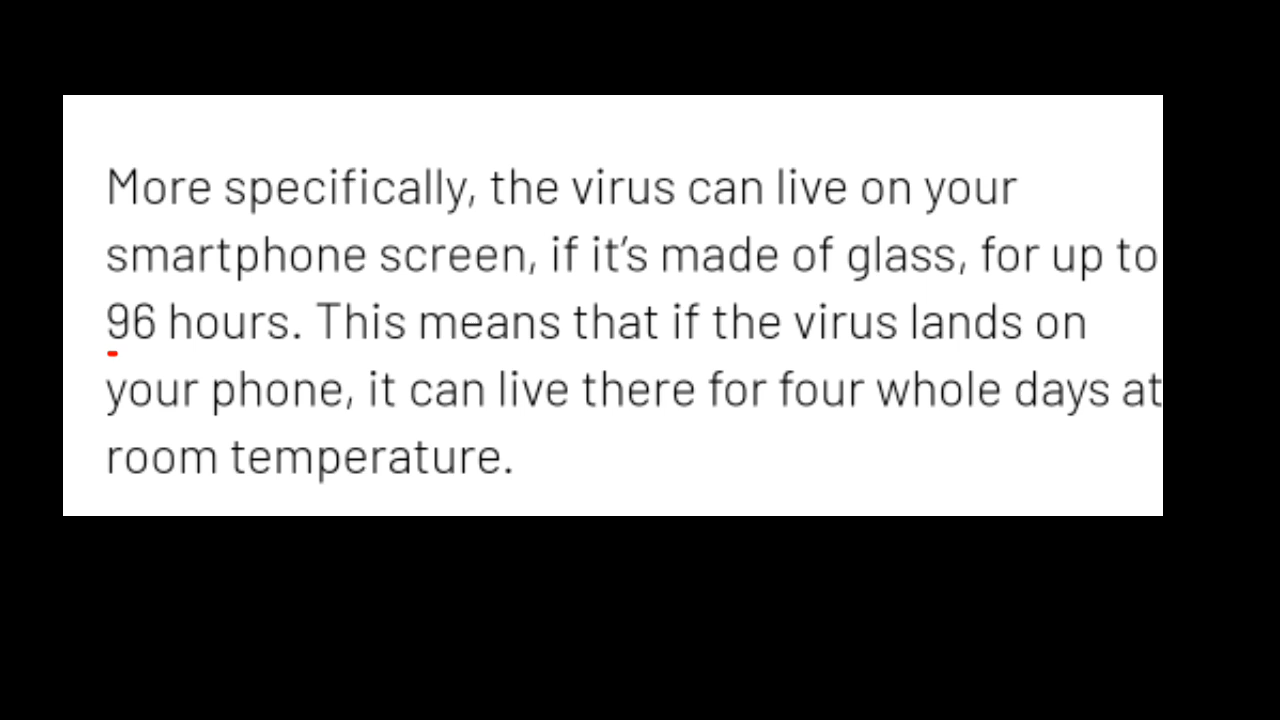 More specifically, the virus can live on your
smartphone screen, if it’s made of glass, for up to
96 hours. This means that if the virus lands on
your phone, it can live there for four whole days at
room temperature.